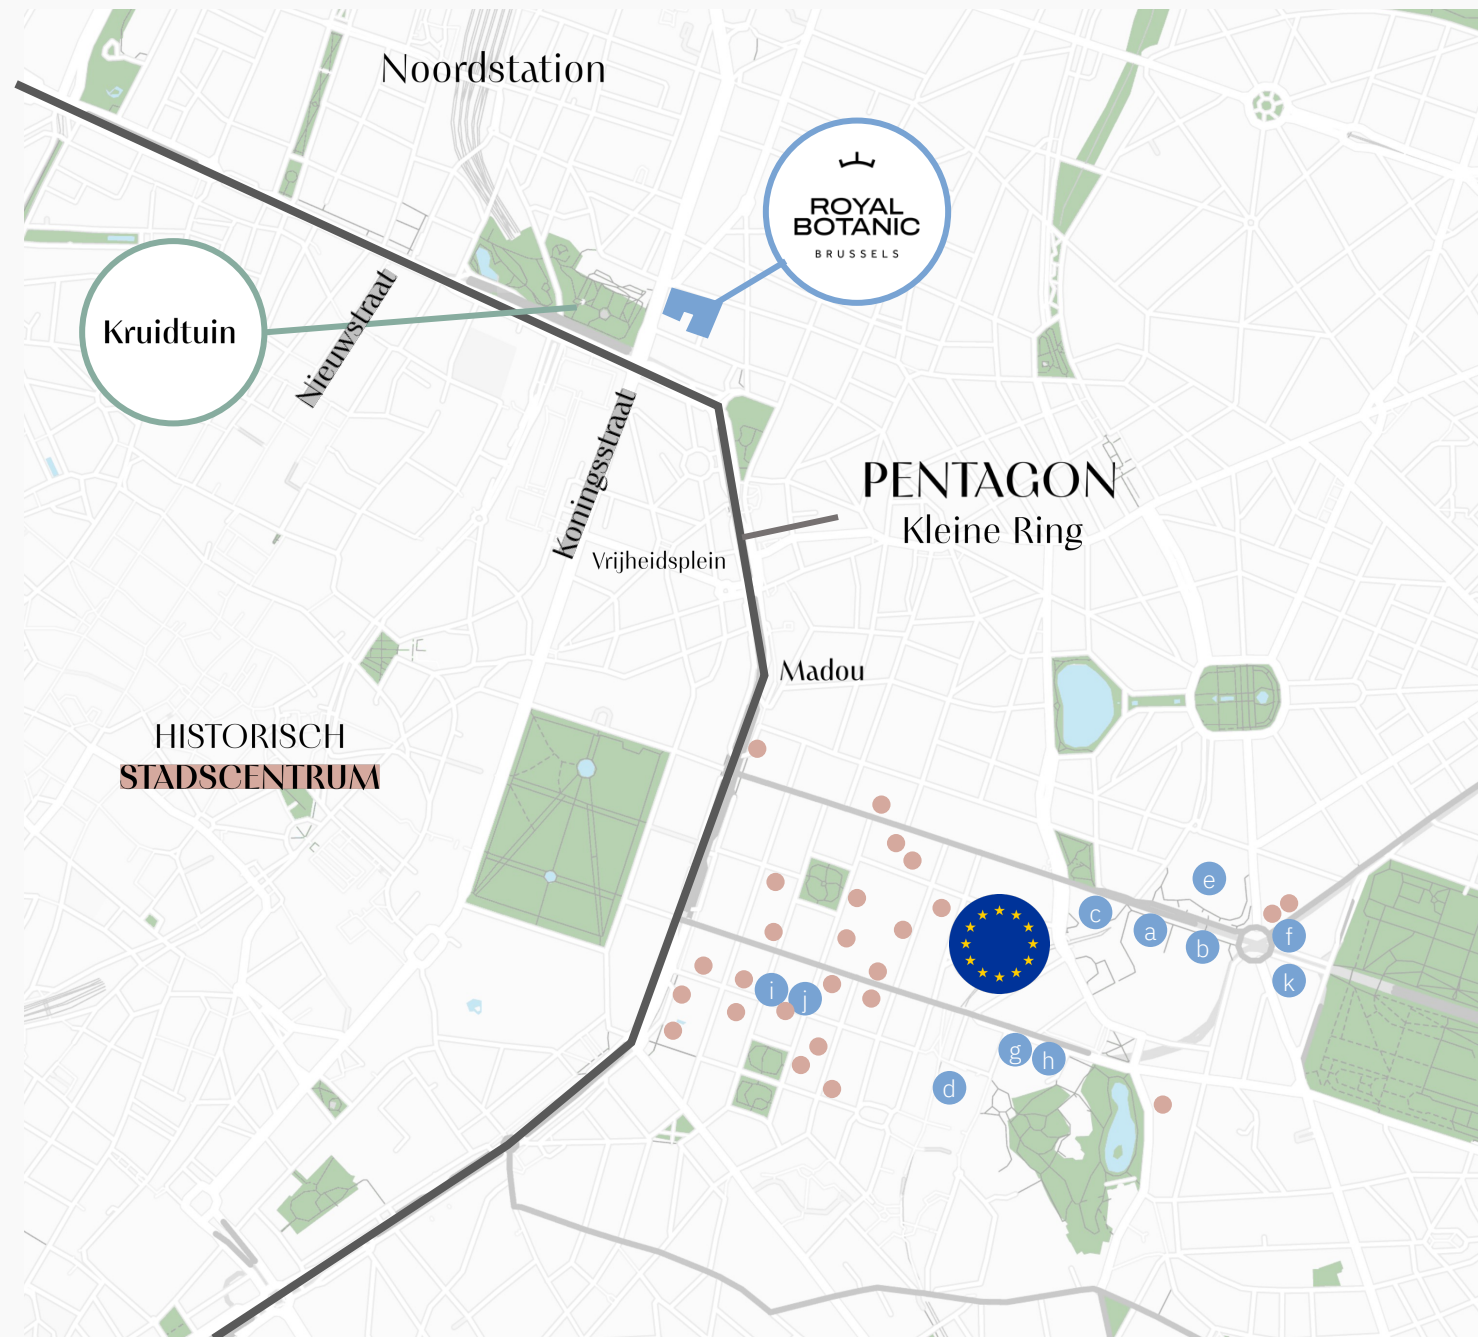 Noordstation
ROYAL
BOTANIC
BRUSSELS
Kruidtuin
Nieuwstraat
Koningsstraat
PENTAGON
Kleine Ring
Vrijheidsplein
Madou
HISTORISCH
STADSCENTRUM
e
c
a
b
f
k
i
j
g
h
d